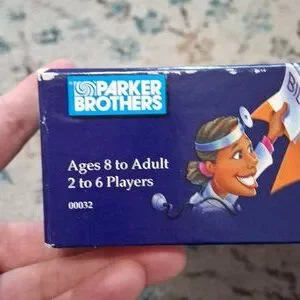 PARKER
BROTHERS
Ages 8 to Adult
2 to 6 Players
00032